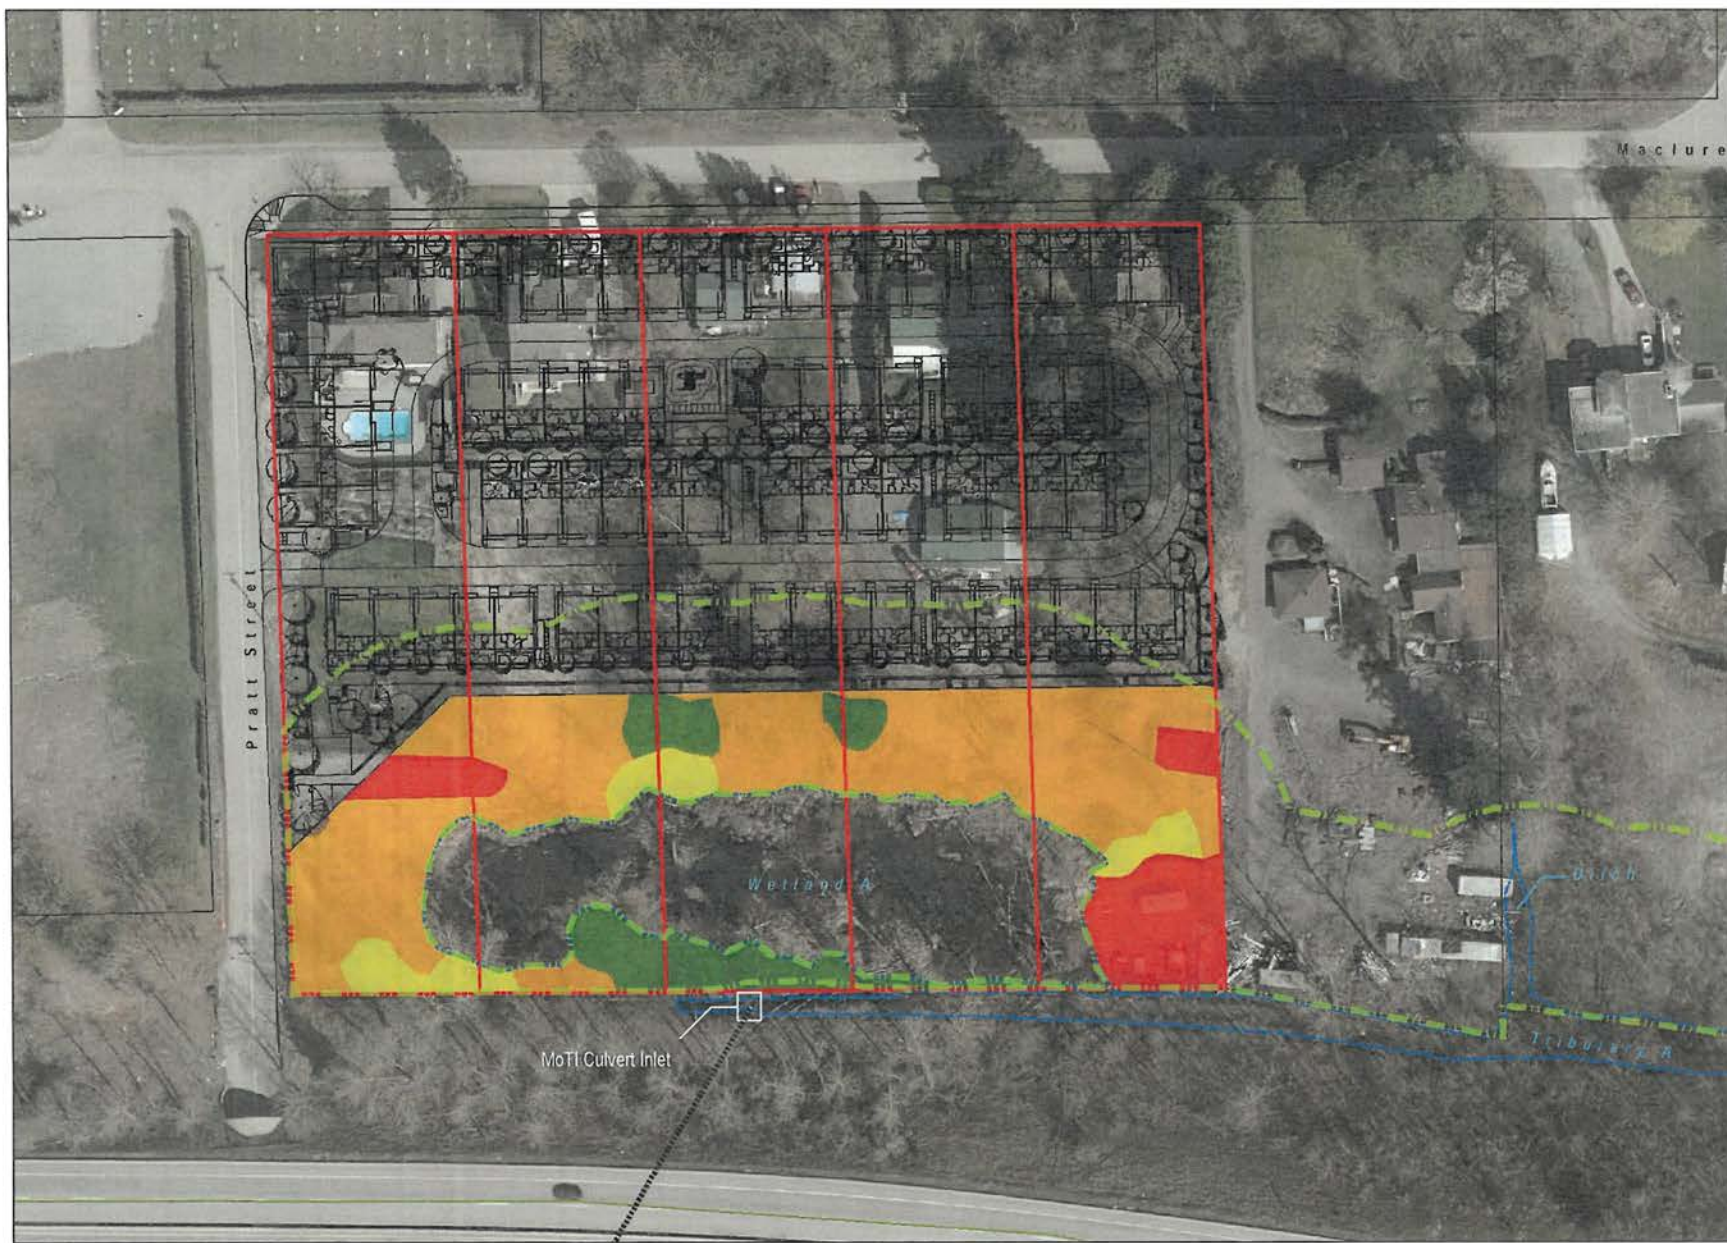 Maclure
Pratt Street
Wetland A
Ditch
MoTI Culvert Inlet
Tributary A